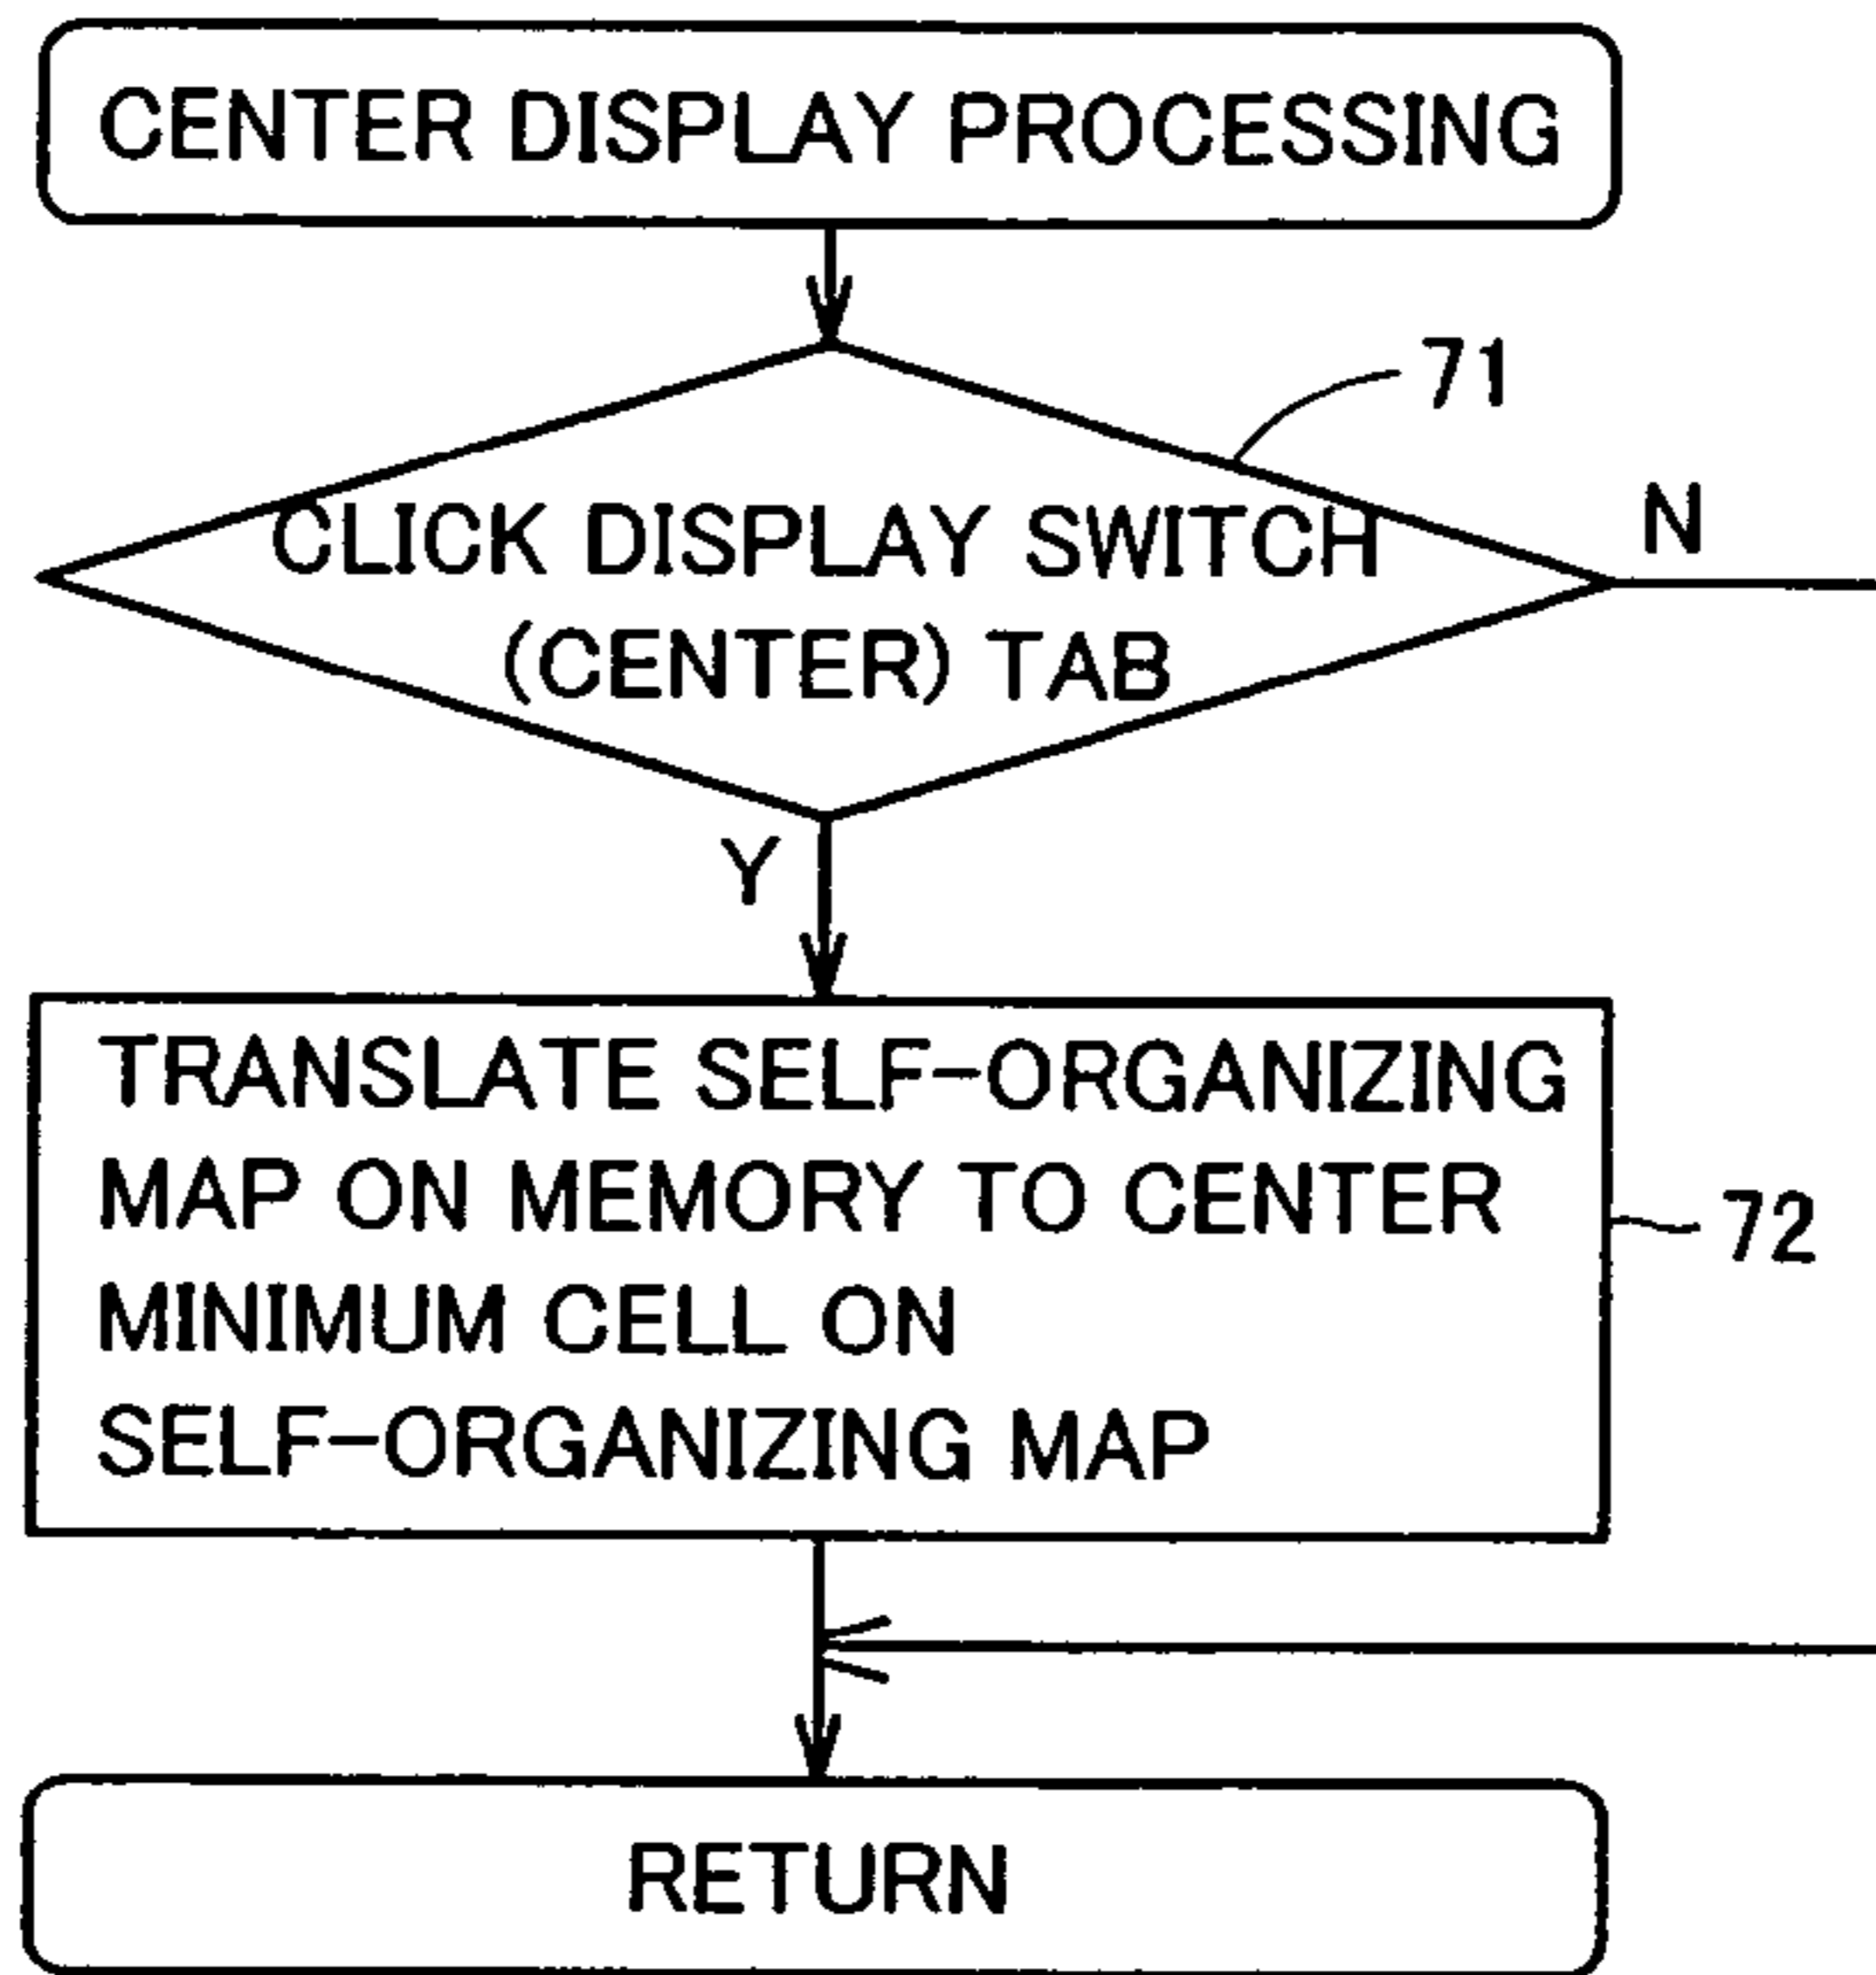 CENTER DISPLAY PROCESSING
71
CLICK DISPLAY SWITCH
(CENTER) TAB
N
Y
TRANSLATE SELF-ORGANIZING
MAP ON MEMORY TO CENTER
MINIMUM CELL ON
SELF-ORGANIZING MAP
72
RETURN